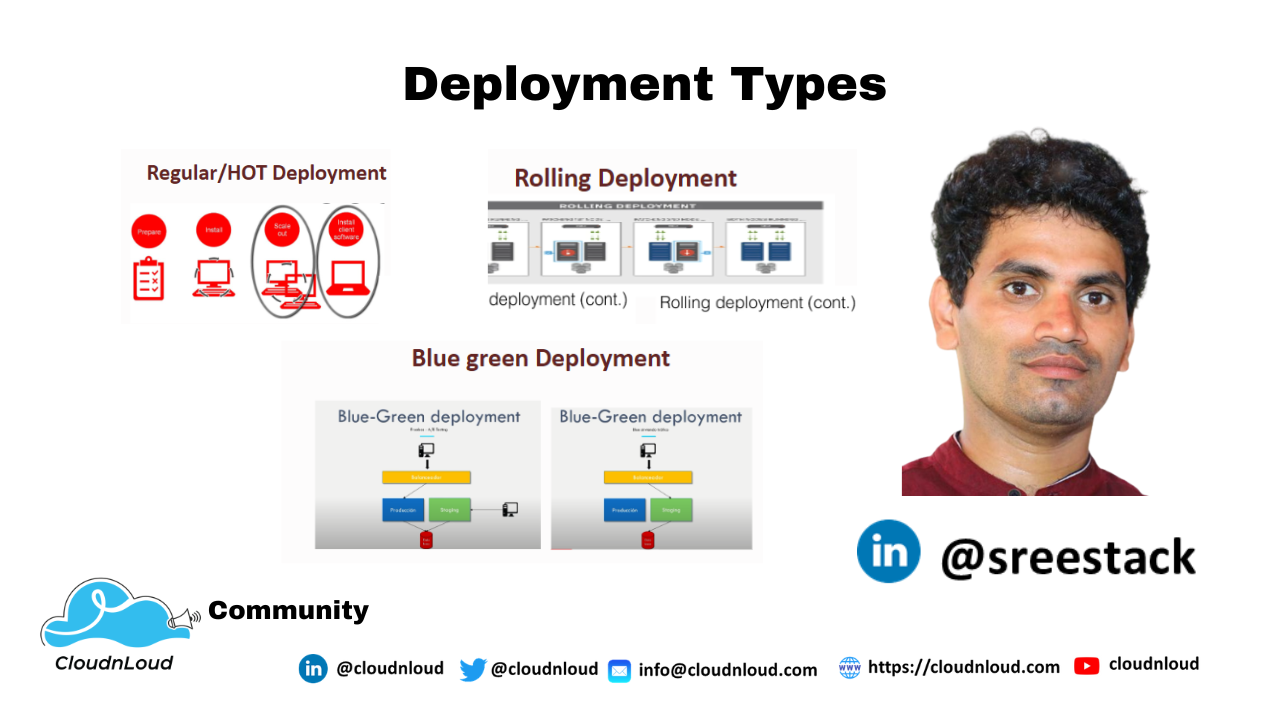 Deployment Types
Regular/HOT Deployment
Prepare
Install
Scale
out
Install
client
software
Rolling Deployment
ROLLING DEPLOYMENT
deployment (cont.)
Rolling deployment (cont.)
Blue green Deployment
Blue-Green deployment
Producción
Staging
Blue-Green deployment
Producción
Staging
in @sreestack
CloudnLoud
Community
in @cloudnloud
@cloudnloud
info@cloudnloud.com
https://cloudnloud.com
cloudnloud